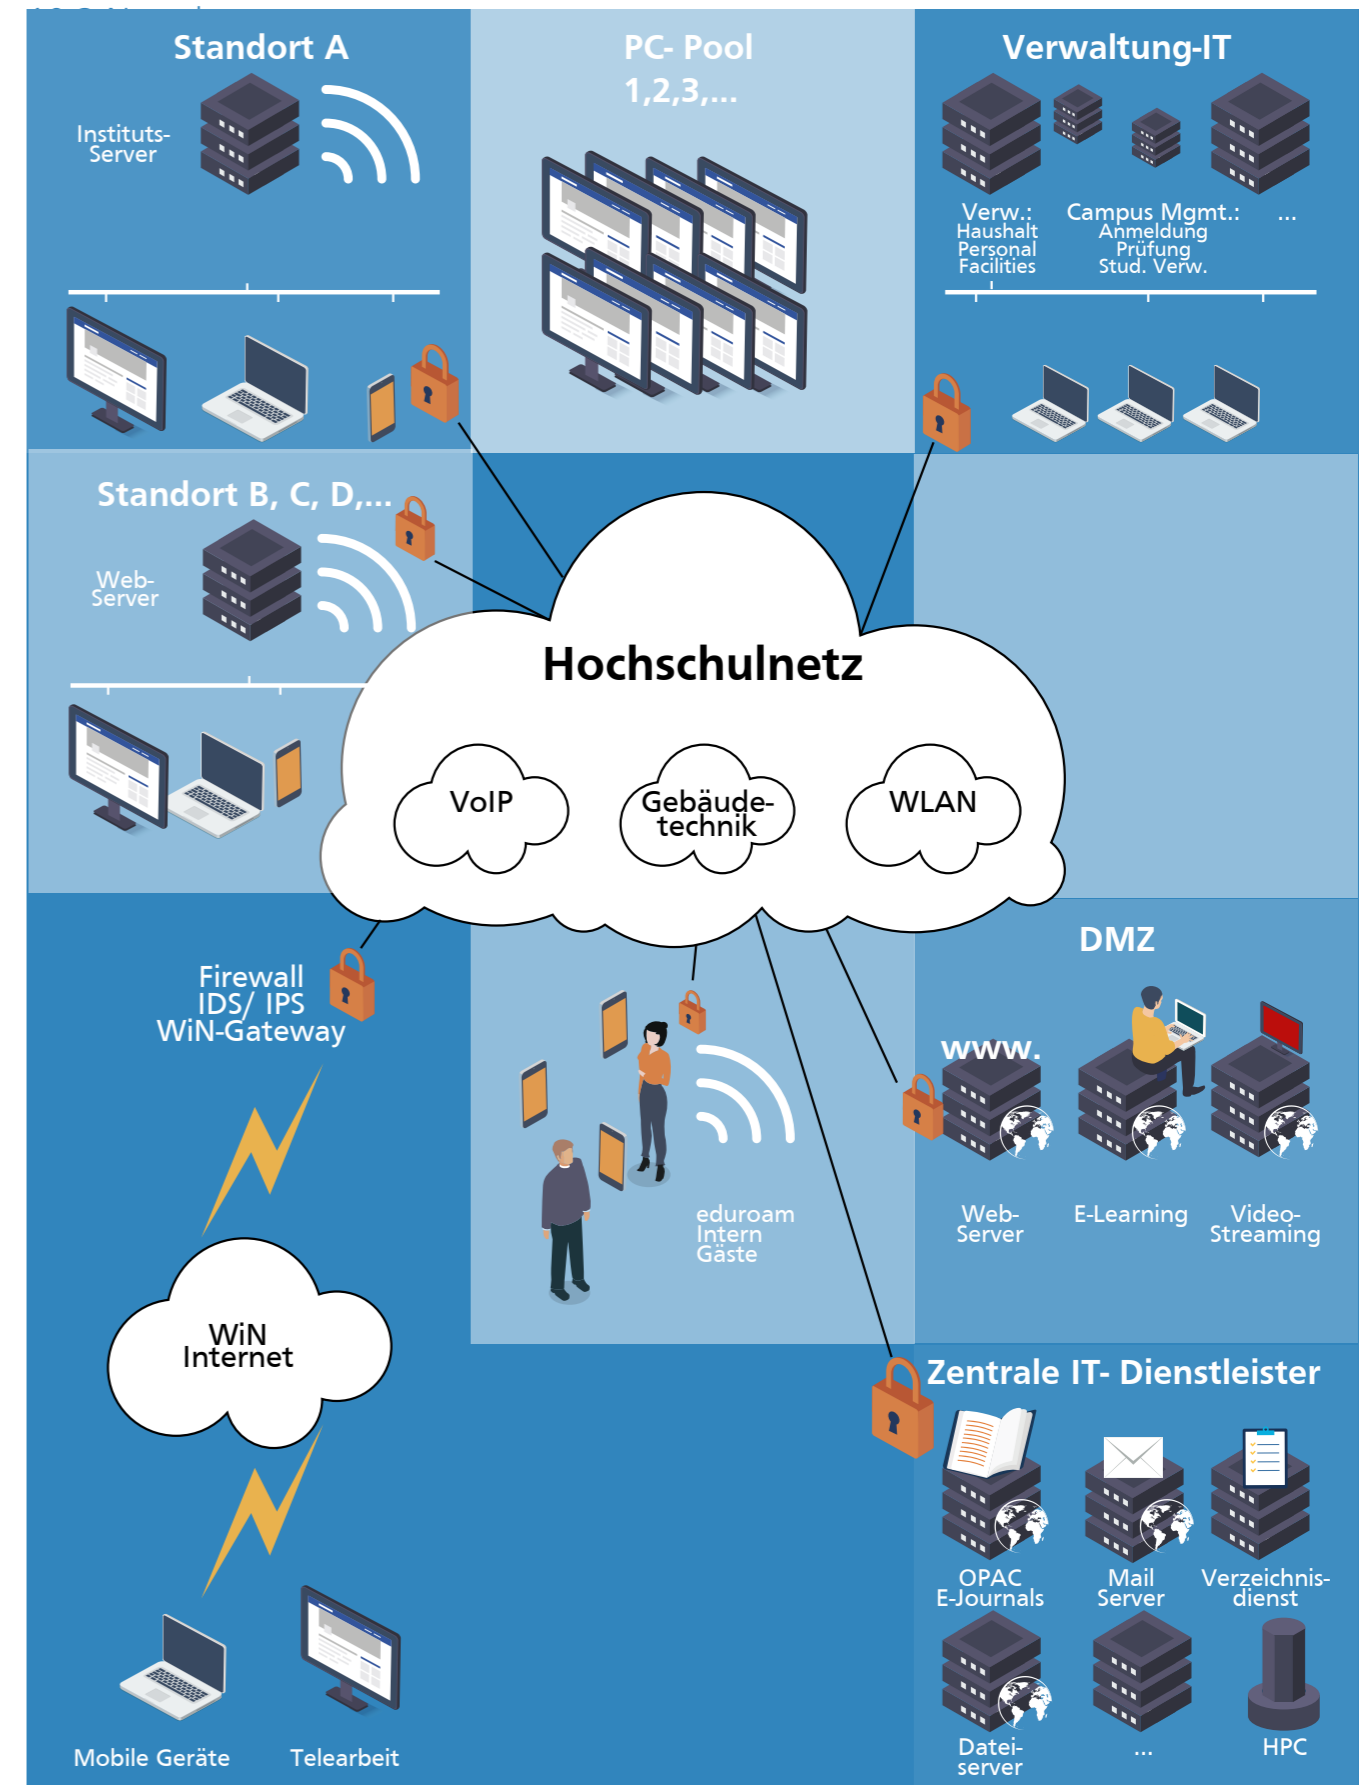 Standort A
Instituts-
Server
PC- Pool
1,2,3,...
Verwaltung-IT
Verw.:
Haushalt
Personal
Facilities
Campus Mgmt.:
Anmeldung
Prüfung
Stud. Verw.
...
Standort B, C, D,...
Web-
Server
Hochschulnetz
VoIP
Gebäude-
technik
WLAN
Firewall
IDS/ IPS
WiN-Gateway
WiN
Internet
Mobile Geräte
Telearbeit
eduroam
Intern
Gäste
DMZ
www.
Web-
Server
E-Learning
Video-
Streaming
Zentrale IT- Dienstleister
OPAC
E-Journals
Mail
Server
Verzeichnis-
dienst
Datei-
server
...
HPC